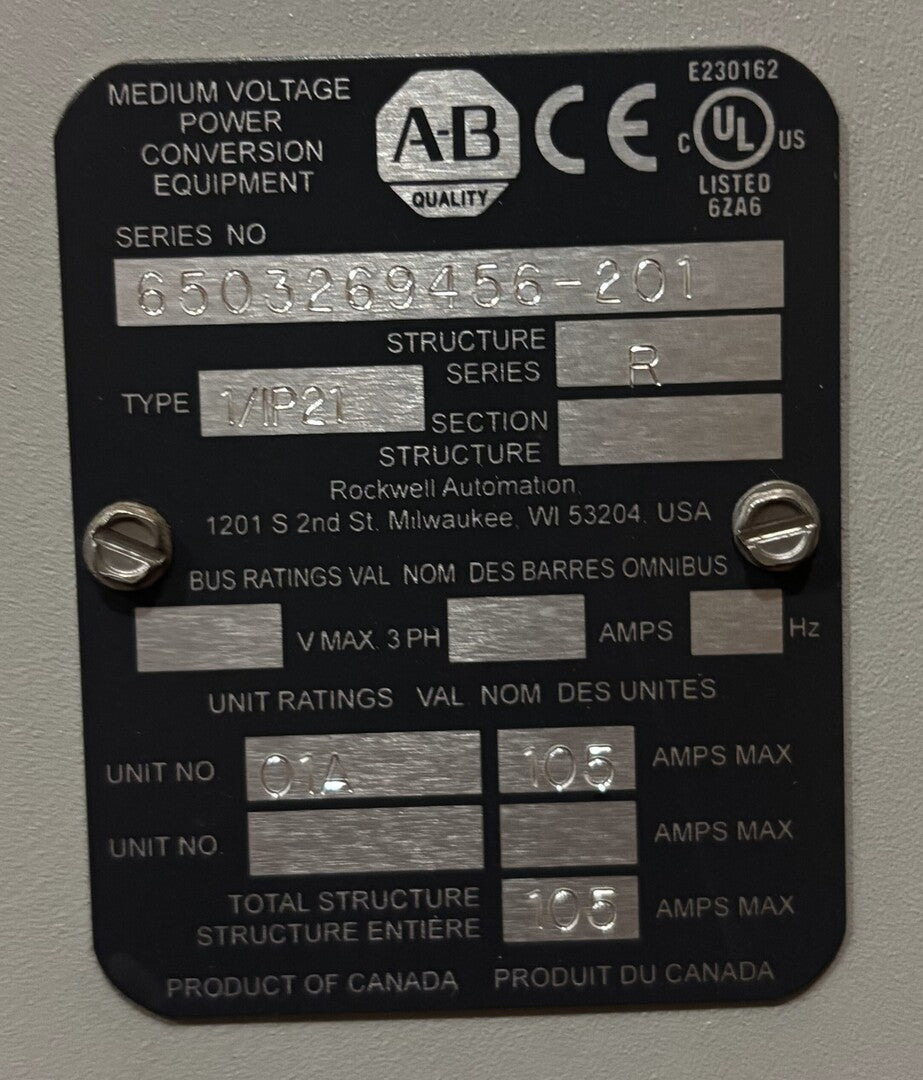 MEDIUM VOLTAGE
POWER
CONVERSION
EQUIPMENT
A-B
QUALITY
CE
E230162
C UL US
LISTED
6ZA6
SERIES NO
6503269456-201
STRUCTURE
SERIES
R
TYPE 1/IP21
SECTION
STRUCTURE
Rockwell Automation
1201 S 2nd St. Milwaukee, WI 53204, USA
BUS RATINGS VAL NOM DES BARRES OMNIBUS
V MAX. 3 PH AMPS Hz
UNIT RATINGS VAL NOM DES UNITES
UNIT NO. 01A 105 AMPS MAX
UNIT NO. AMPS MAX
TOTAL STRUCTURE
STRUCTURE ENTIÈRE
105 AMPS MAX
PRODUCT OF CANADA PRODUIT DU CANADA